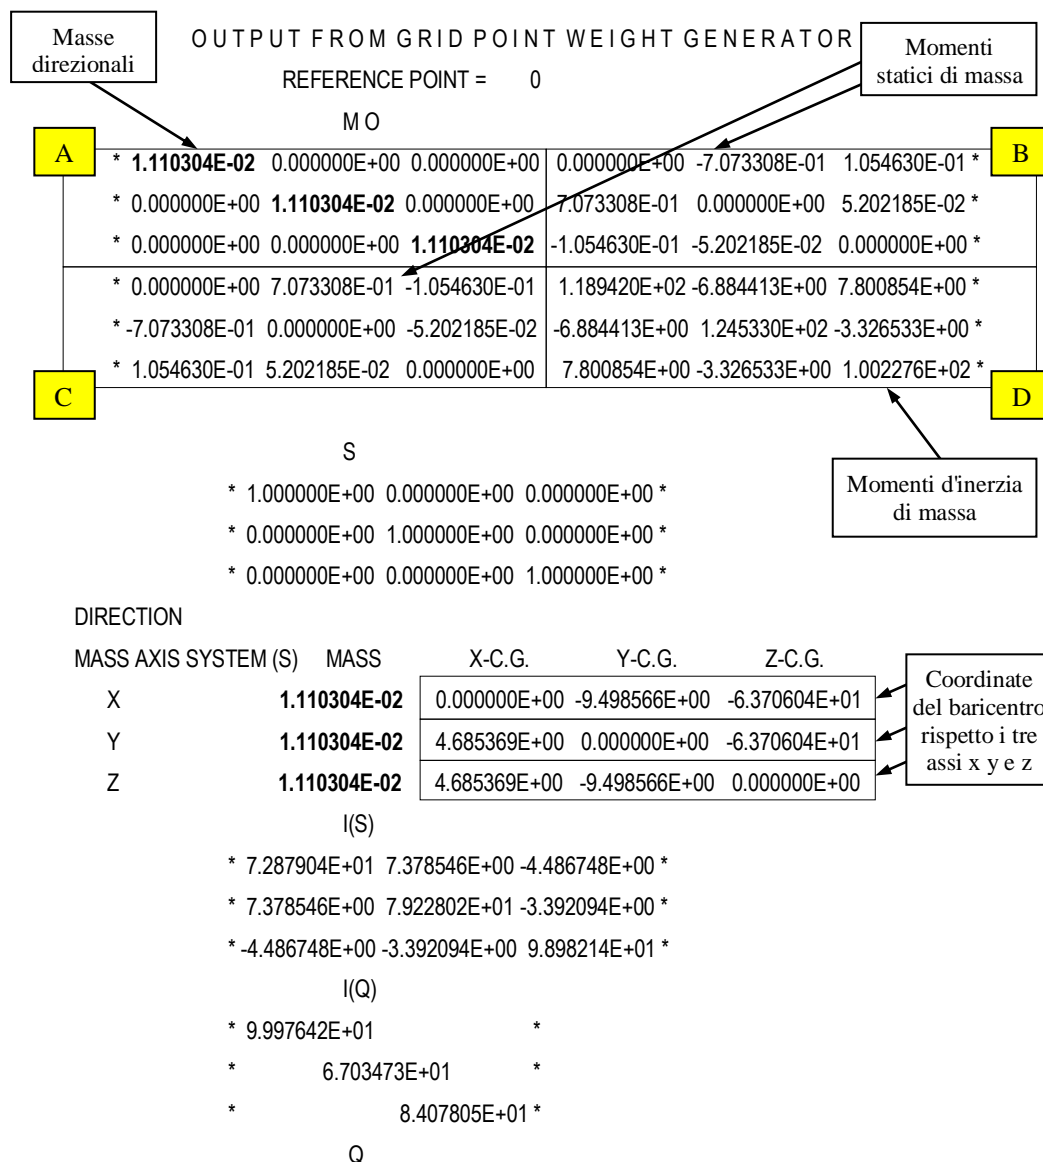 Masse
direzionali
O U T P U T F R O M G R I D P O I N T W E I G H T G E N E R A T O R
Momenti
statici di massa
REFERENCE POINT = 0
M O
A
B
* 1.110304E-02 0.000000E+00 0.000000E+00 0.000000E+00 -7.073308E-01 1.054630E-01 *
* 0.000000E+00 1.110304E-02 0.000000E+00 7.073308E-01 0.000000E+00 5.202185E-02 *
* 0.000000E+00 0.000000E+00 1.110304E-02 -1.054630E-01 -5.202185E-02 0.000000E+00 *
* 0.000000E+00 7.073308E-01 -1.054630E-01 1.189420E+02 -6.884413E+00 7.800854E+00 *
* -7.073308E-01 0.000000E+00 -5.202185E-02 -6.884413E+00 1.245330E+02 -3.326533E+00 *
* 1.054630E-01 5.202185E-02 0.000000E+00 7.800854E+00 -3.326533E+00 1.002276E+02 *
C
D
S
Momenti d'inerzia
di massa
* 1.000000E+00 0.000000E+00 0.000000E+00 *
* 0.000000E+00 1.000000E+00 0.000000E+00 *
* 0.000000E+00 0.000000E+00 1.000000E+00 *
DIRECTION
MASS AXIS SYSTEM (S) MASS X-C.G. Y-C.G. Z-C.G.
X 1.110304E-02 0.000000E+00 -9.498566E+00 -6.370604E+01
Y 1.110304E-02 4.685369E+00 0.000000E+00 -6.370604E+01
Z 1.110304E-02 4.685369E+00 -9.498566E+00 0.000000E+00
Coordinate
del baricentro
rispetto i tre
assi x y e z
I(S)
* 7.287904E+01 7.378546E+00 -4.486748E+00 *
* 7.378546E+00 7.922802E+01 -3.392094E+00 *
* -4.486748E+00 -3.392094E+00 9.898214E+01 *
I(Q)
* 9.997642E+01 *
* 6.703473E+01 *
* 8.407805E+01 *
Q